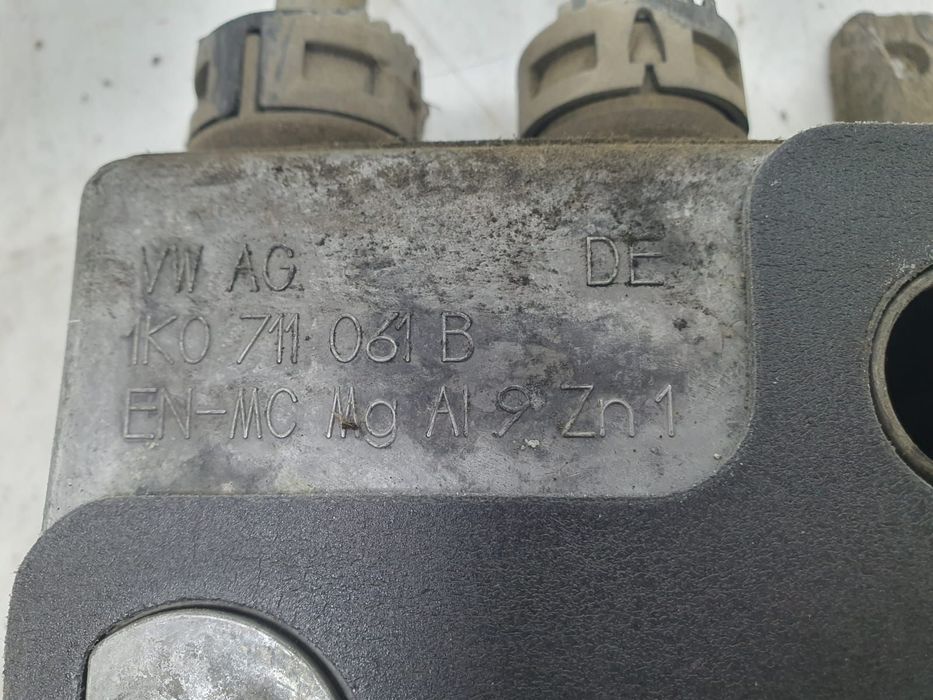 VW AG DE
1K0 711 061 B
EN-MC Mg Al 9 Zn 1